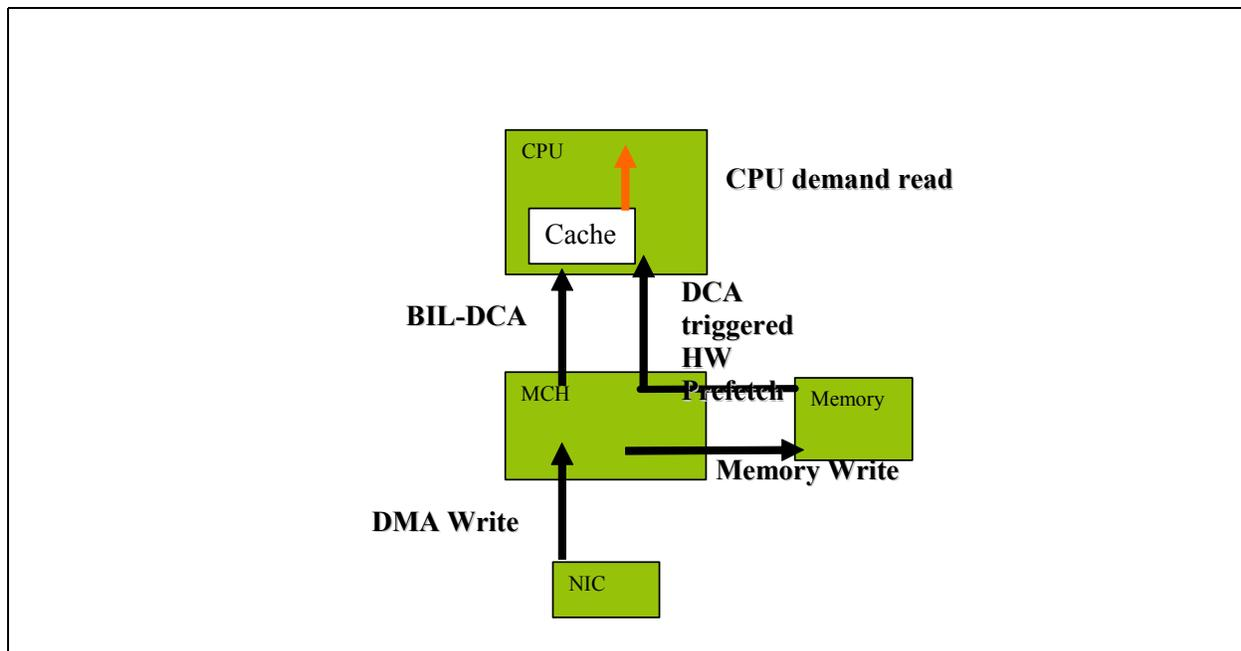 CPU
CPU demand read
Cache
BIL-DCA
DCA
triggered
HW
Prefetch
MCH
Memory
Memory Write
DMA Write
NIC